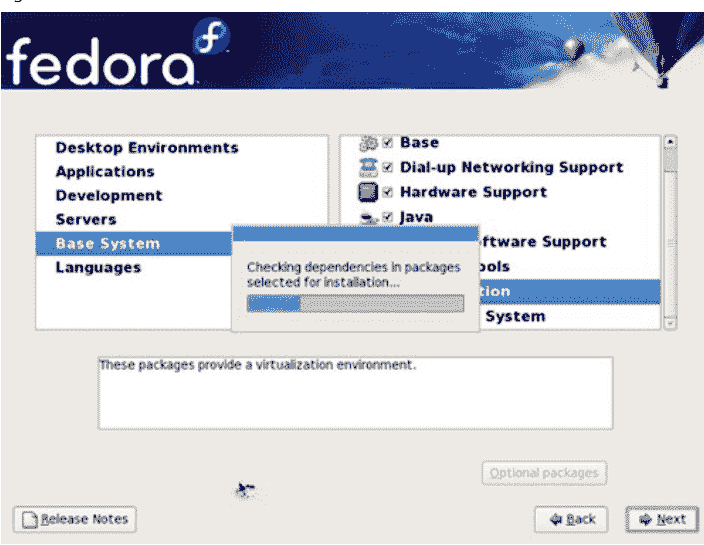 fedora
Desktop Environments
Applications
Development
Servers
Base System
Languages
Base
Dial-up Networking Support
Hardware Support
Java
ftware Support
ools
tion
System
Checking dependencies in packages
selected for installation...
These packages provide a virtualization environment.
Optional packages
Release Notes
Back
Next